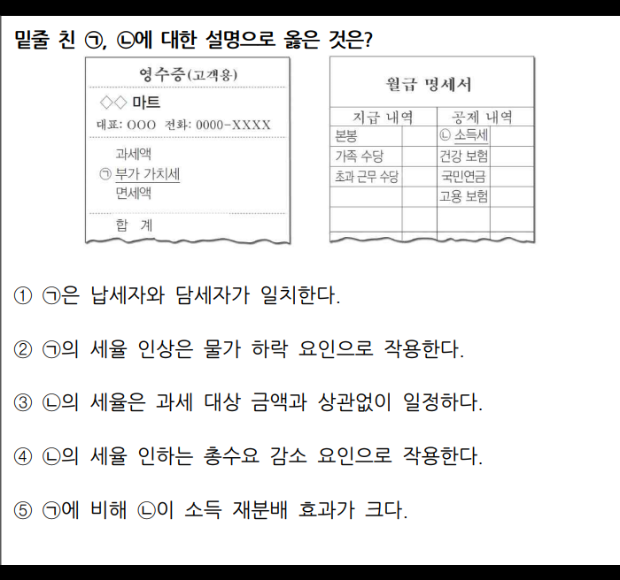 밑줄 친 ㉠, ㉡에 대한 설명으로 옳은 것은?
영수증(고객용)
◇◇ 마트
대표: OOO 전화: 0000-XXXX
과세액
㉠ 부가 가치세
면세액
합 계
월급 명세서
지급 내역 공제 내역
본봉 ㉡ 소득세
가족 수당 건강 보험
초과 근무 수당 국민연금
고용 보험
① ㉠은 납세자와 담세자가 일치한다.
② ㉠의 세율 인상은 물가 하락 요인으로 작용한다.
③ ㉡의 세율은 과세 대상 금액과 상관없이 일정하다.
④ ㉡의 세율 인하는 총수요 감소 요인으로 작용한다.
⑤ ㉠에 비해 ㉡이 소득 재분배 효과가 크다.